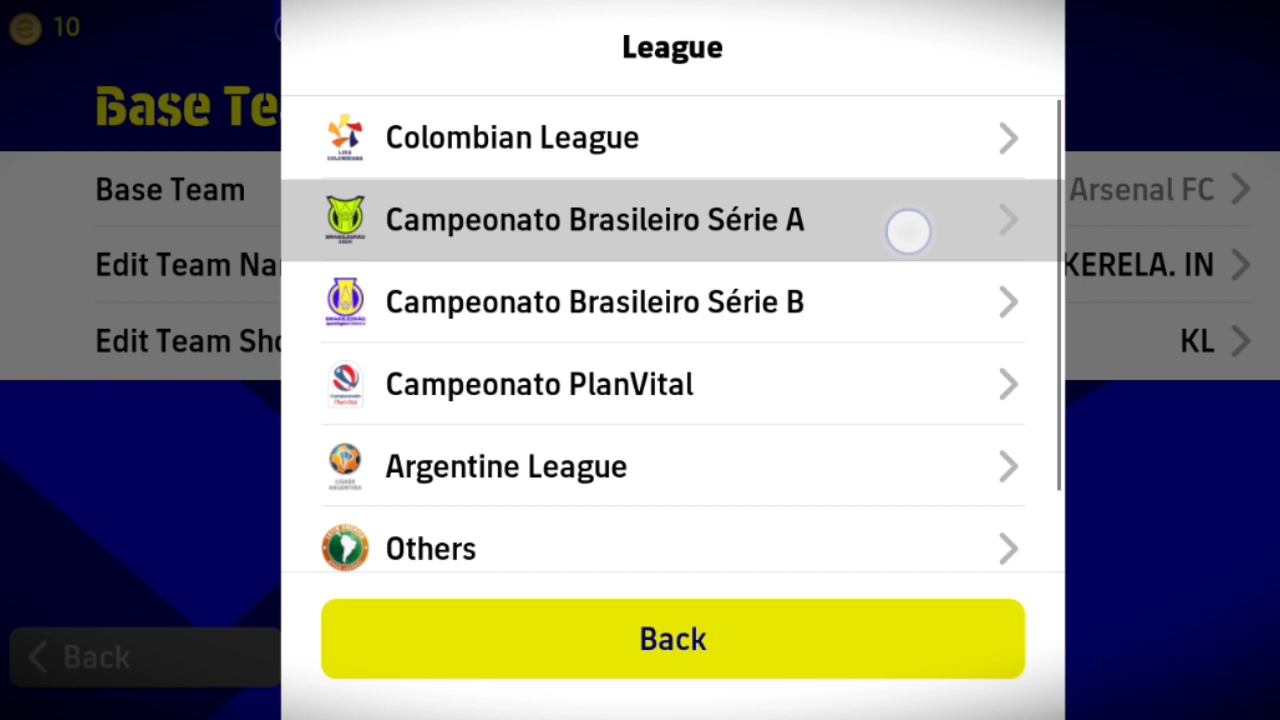 10
League
Base Te
Colombian League
Base Team
Arsenal FC
Campeonato Brasileiro Série A
Edit Team Na
KERELA. IN
Campeonato Brasileiro Série B
Edit Team Sho
KL
Campeonato PlanVital
Argentine League
Others
Back
Back